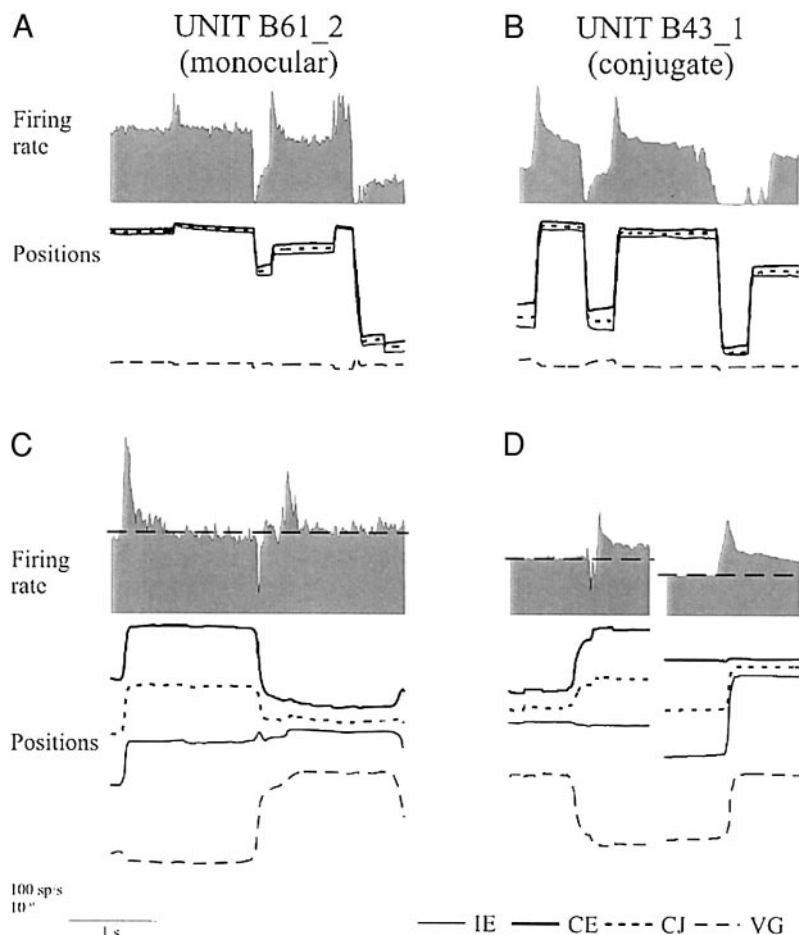 A
UNIT B61_2
(monocular)
B
UNIT B43_1
(conjugate)
Firing
rate
Positions
C
D
Firing
rate
Positions
100 sp/s
10 °
1 s
IE CE CJ VG